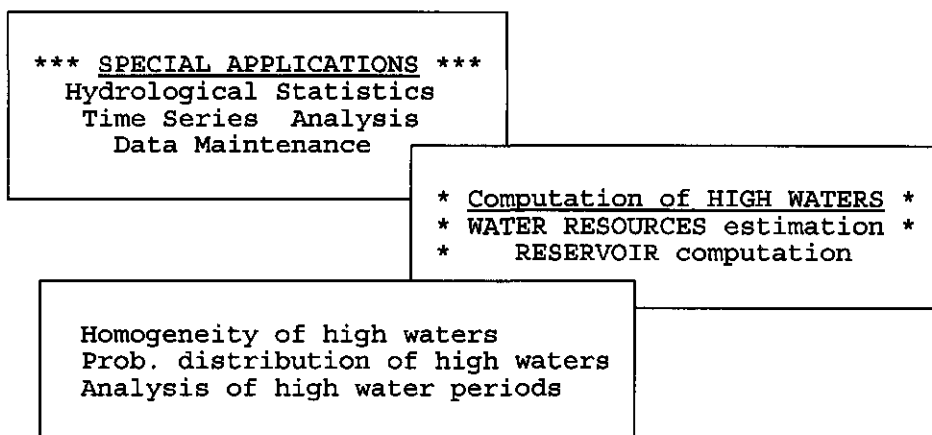 *** SPECIAL APPLICATIONS ***
Hydrological Statistics
Time Series Analysis
Data Maintenance
* Computation of HIGH WATERS *
* WATER RESOURCES estimation *
* RESERVOIR computation
Homogeneity of high waters
Prob. distribution of high waters
Analysis of high water periods